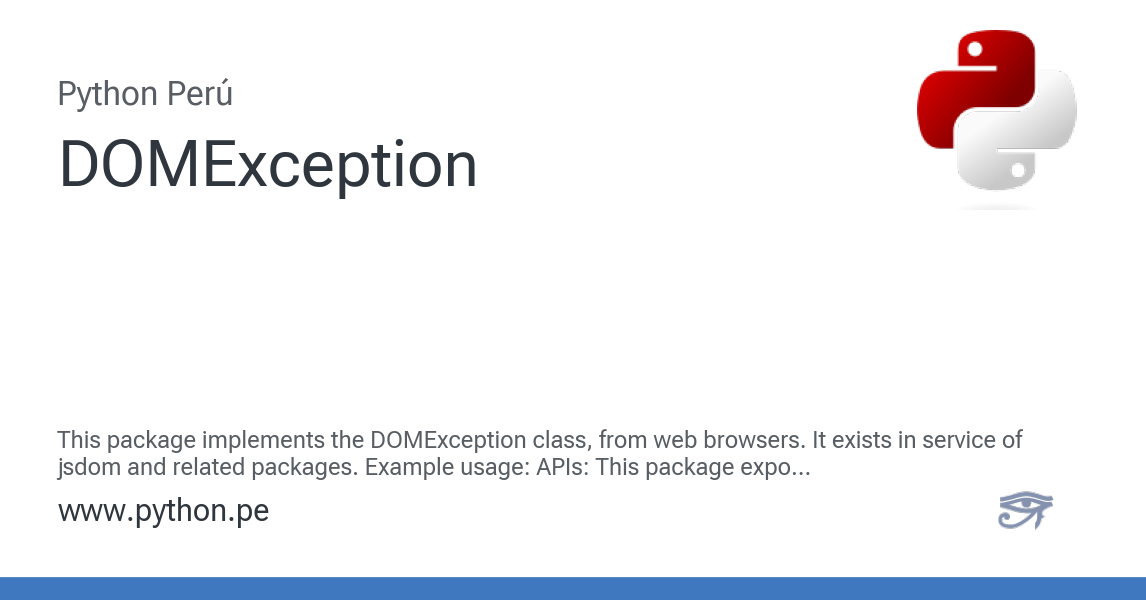 Python Perú
DOMException
This package implements the DOMException class, from web browsers. It exists in service of
jsdom and related packages. Example usage: APIs: This package expo...
www.python.pe